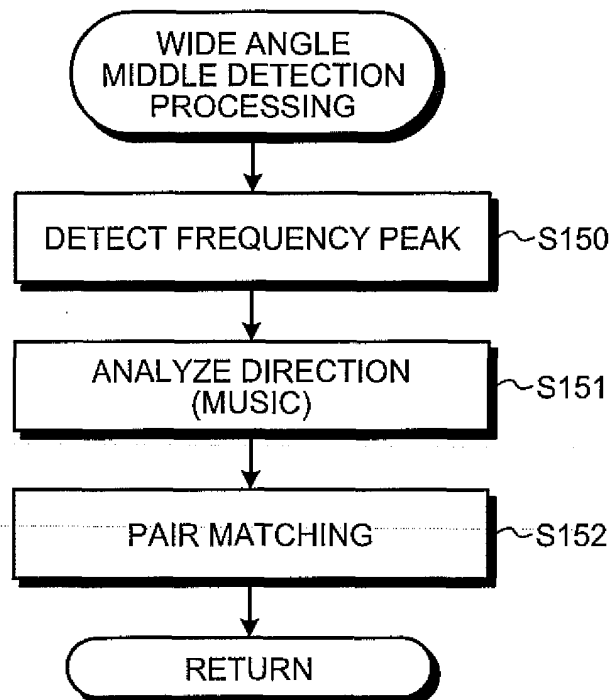 WIDE ANGLE
MIDDLE DETECTION
PROCESSING
DETECT FREQUENCY PEAK
S150
ANALYZE DIRECTION
(MUSIC)
S151
PAIR MATCHING
S152
RETURN